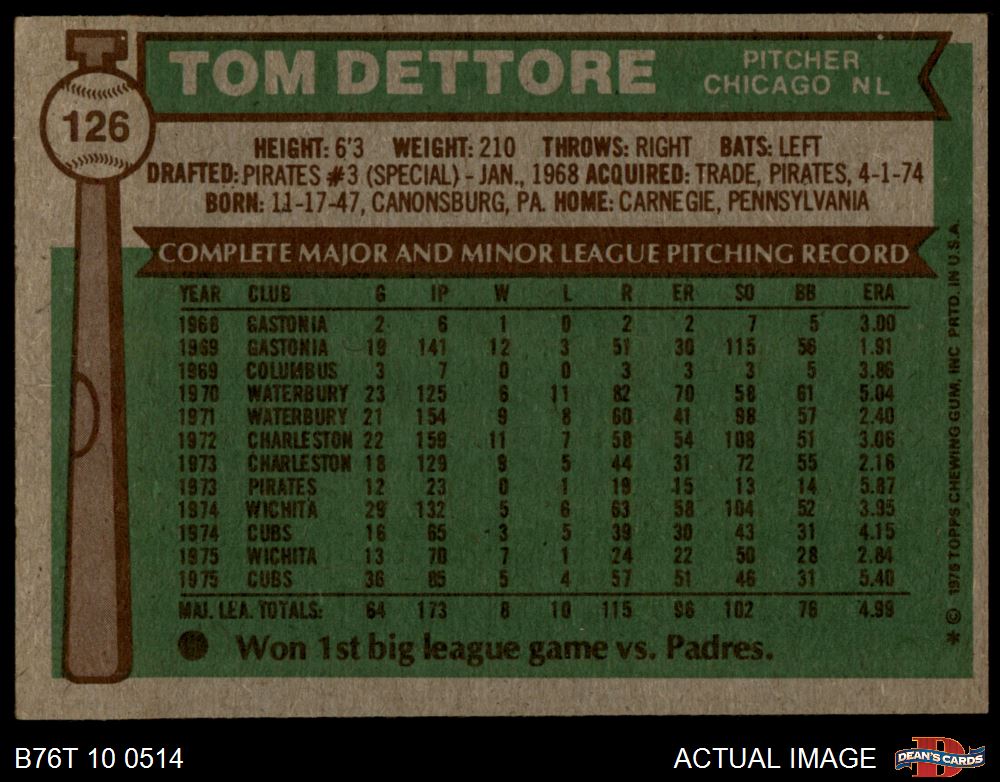 TOM DETTORE
PITCHER
CHICAGO NL
126
HEIGHT: 6'3 WEIGHT: 210 THROWS: RIGHT BATS: LEFT
DRAFTED: PIRATES #3 (SPECIAL) - JAN., 1968 ACQUIRED: TRADE, PIRATES, 4-1-74
BORN: 11-17-47, CANONSBURG, PA. HOME: CARNEGIE, PENNSYLVANIA
COMPLETE MAJOR AND MINOR LEAGUE PITCHING RECORD
YEAR CLUB G IP W L R ER SO BB ERA
1968 GASTONIA 2 6 1 0 2 2 7 5 3.00
1969 GASTONIA 19 141 12 3 51 30 115 56 1.91
1969 COLUMBUS 3 7 0 0 3 3 3 5 3.86
1970 WATERBURY 23 125 6 11 82 70 58 61 5.04
1971 WATERBURY 21 154 9 8 60 41 98 57 2.40
1972 CHARLESTON 22 159 11 7 58 54 108 51 3.06
1973 CHARLESTON 18 129 9 5 44 31 72 55 2.16
1973 PIRATES 12 23 0 1 19 15 13 14 5.87
1974 WICHITA 29 132 5 6 63 58 104 52 3.95
1974 CUBS 16 65 3 5 39 30 43 31 4.15
1975 WICHITA 13 70 7 1 24 22 50 28 2.84
1975 CUBS 36 85 5 4 57 51 46 31 5.40
MAJ. LEA. TOTALS: 64 173 8 10 115 96 102 76 4.99
Won 1st big league game vs. Padres.
* © 1976 TOPPS CHEWING GUM, INC PRTD. IN U.S.A.
B76T 10 0514
ACTUAL IMAGE
D
DEAN'S CARDS